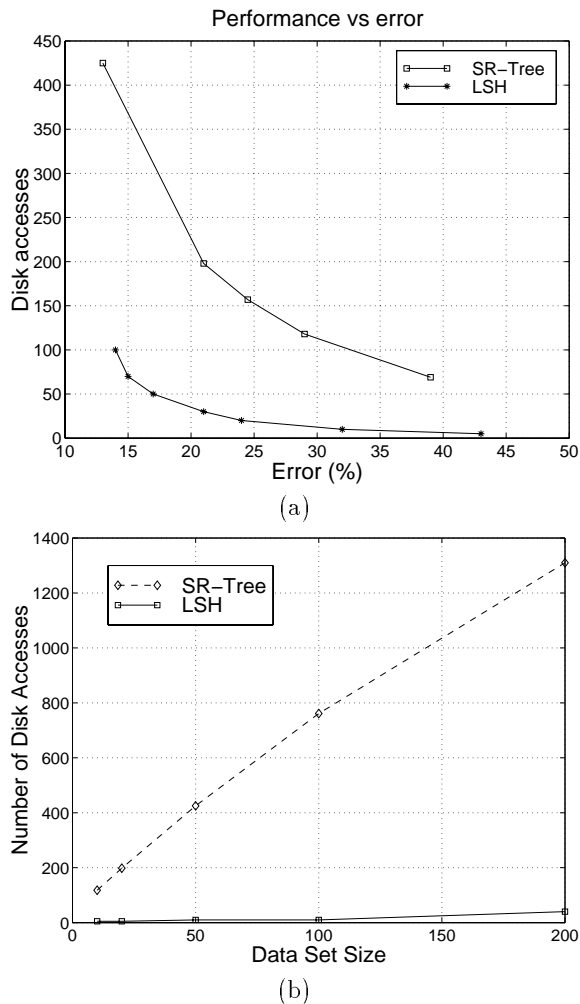 Performance vs error
450
400
350
300
250
200
150
100
50
0
Disk accesses
SR-Tree
LSH
10 15 20 25 30 35 40 45 50
Error (%)
(a)
1400
1200
1000
800
600
400
200
0
Number of Disk Accesses
SR-Tree
LSH
0 50 100 150 200
Data Set Size
(b)